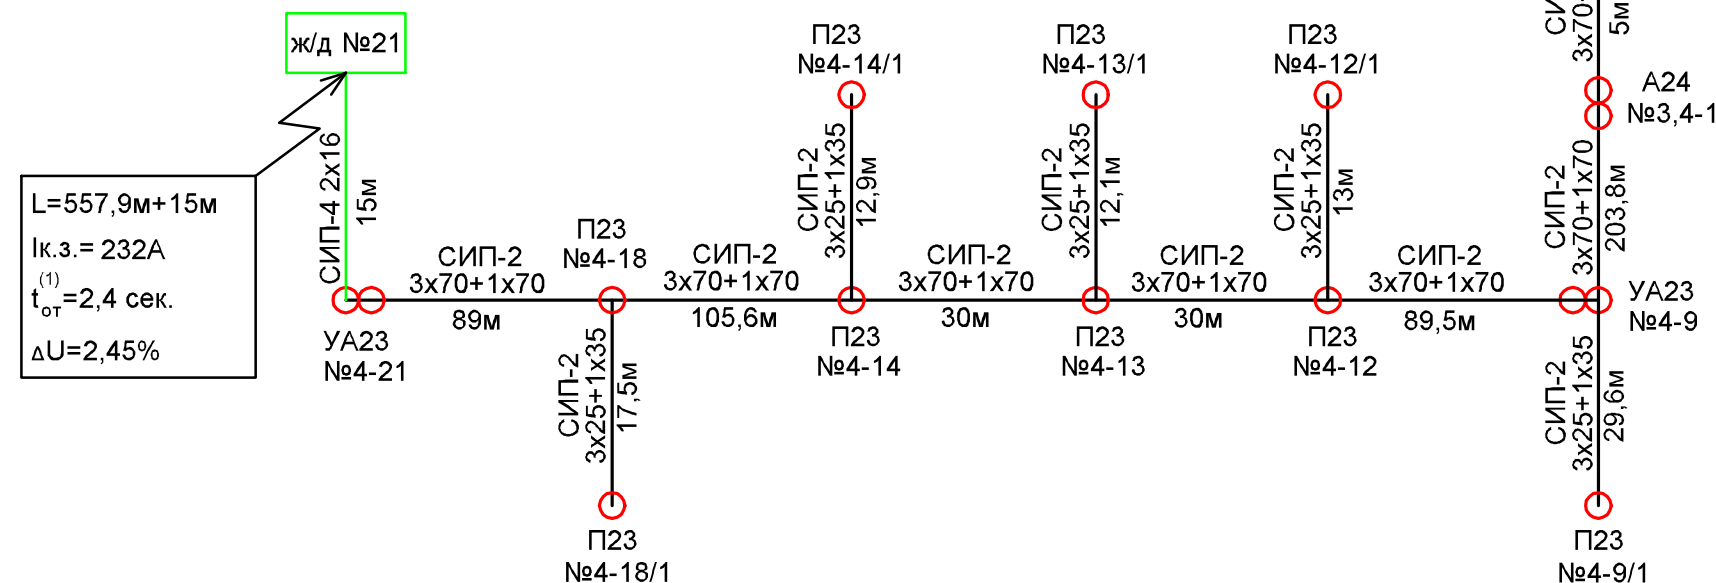 ж/д №21
СИП-4 2х16
15м
L=557,9м+15м
Iк.з.= 232А
(1)
tот=2,4 сек.
ΔU=2,45%
УА23
№4-21
СИП-2
3х70+1х70
89м
П23
№4-18
СИП-2
3х25+1х35
17,5м
П23
№4-18/1
СИП-2
3х70+1х70
105,6м
П23
№4-14/1
СИП-2
3х25+1х35
12,9м
П23
№4-14
СИП-2
3х70+1х70
30м
П23
№4-13/1
СИП-2
3х25+1х35
12,1м
П23
№4-13
СИП-2
3х70+1х70
30м
П23
№4-12/1
СИП-2
3х25+1х35
13м
П23
№4-12
СИП-2
3х70+1х70
89,5м
СИ
3х70+
5м
А24
№3,4-1
СИП-2
3х70+1х70
203,8м
УА23
№4-9
СИП-2
3х25+1х35
29,6м
П23
№4-9/1